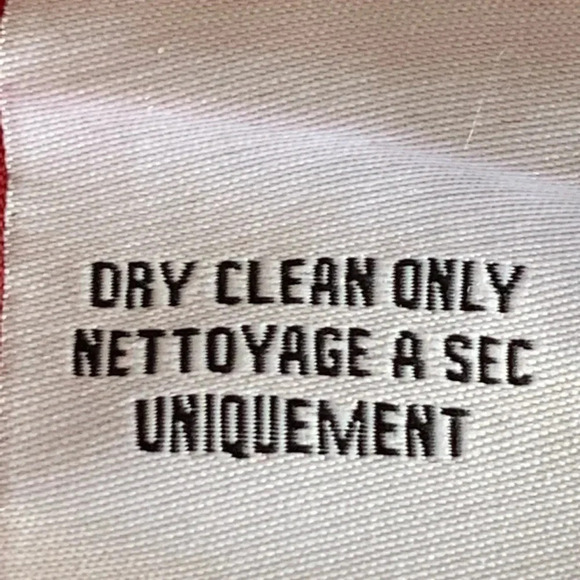 DRY CLEAN ONLY
NETTOYAGE A SEC
UNIQUEMENT